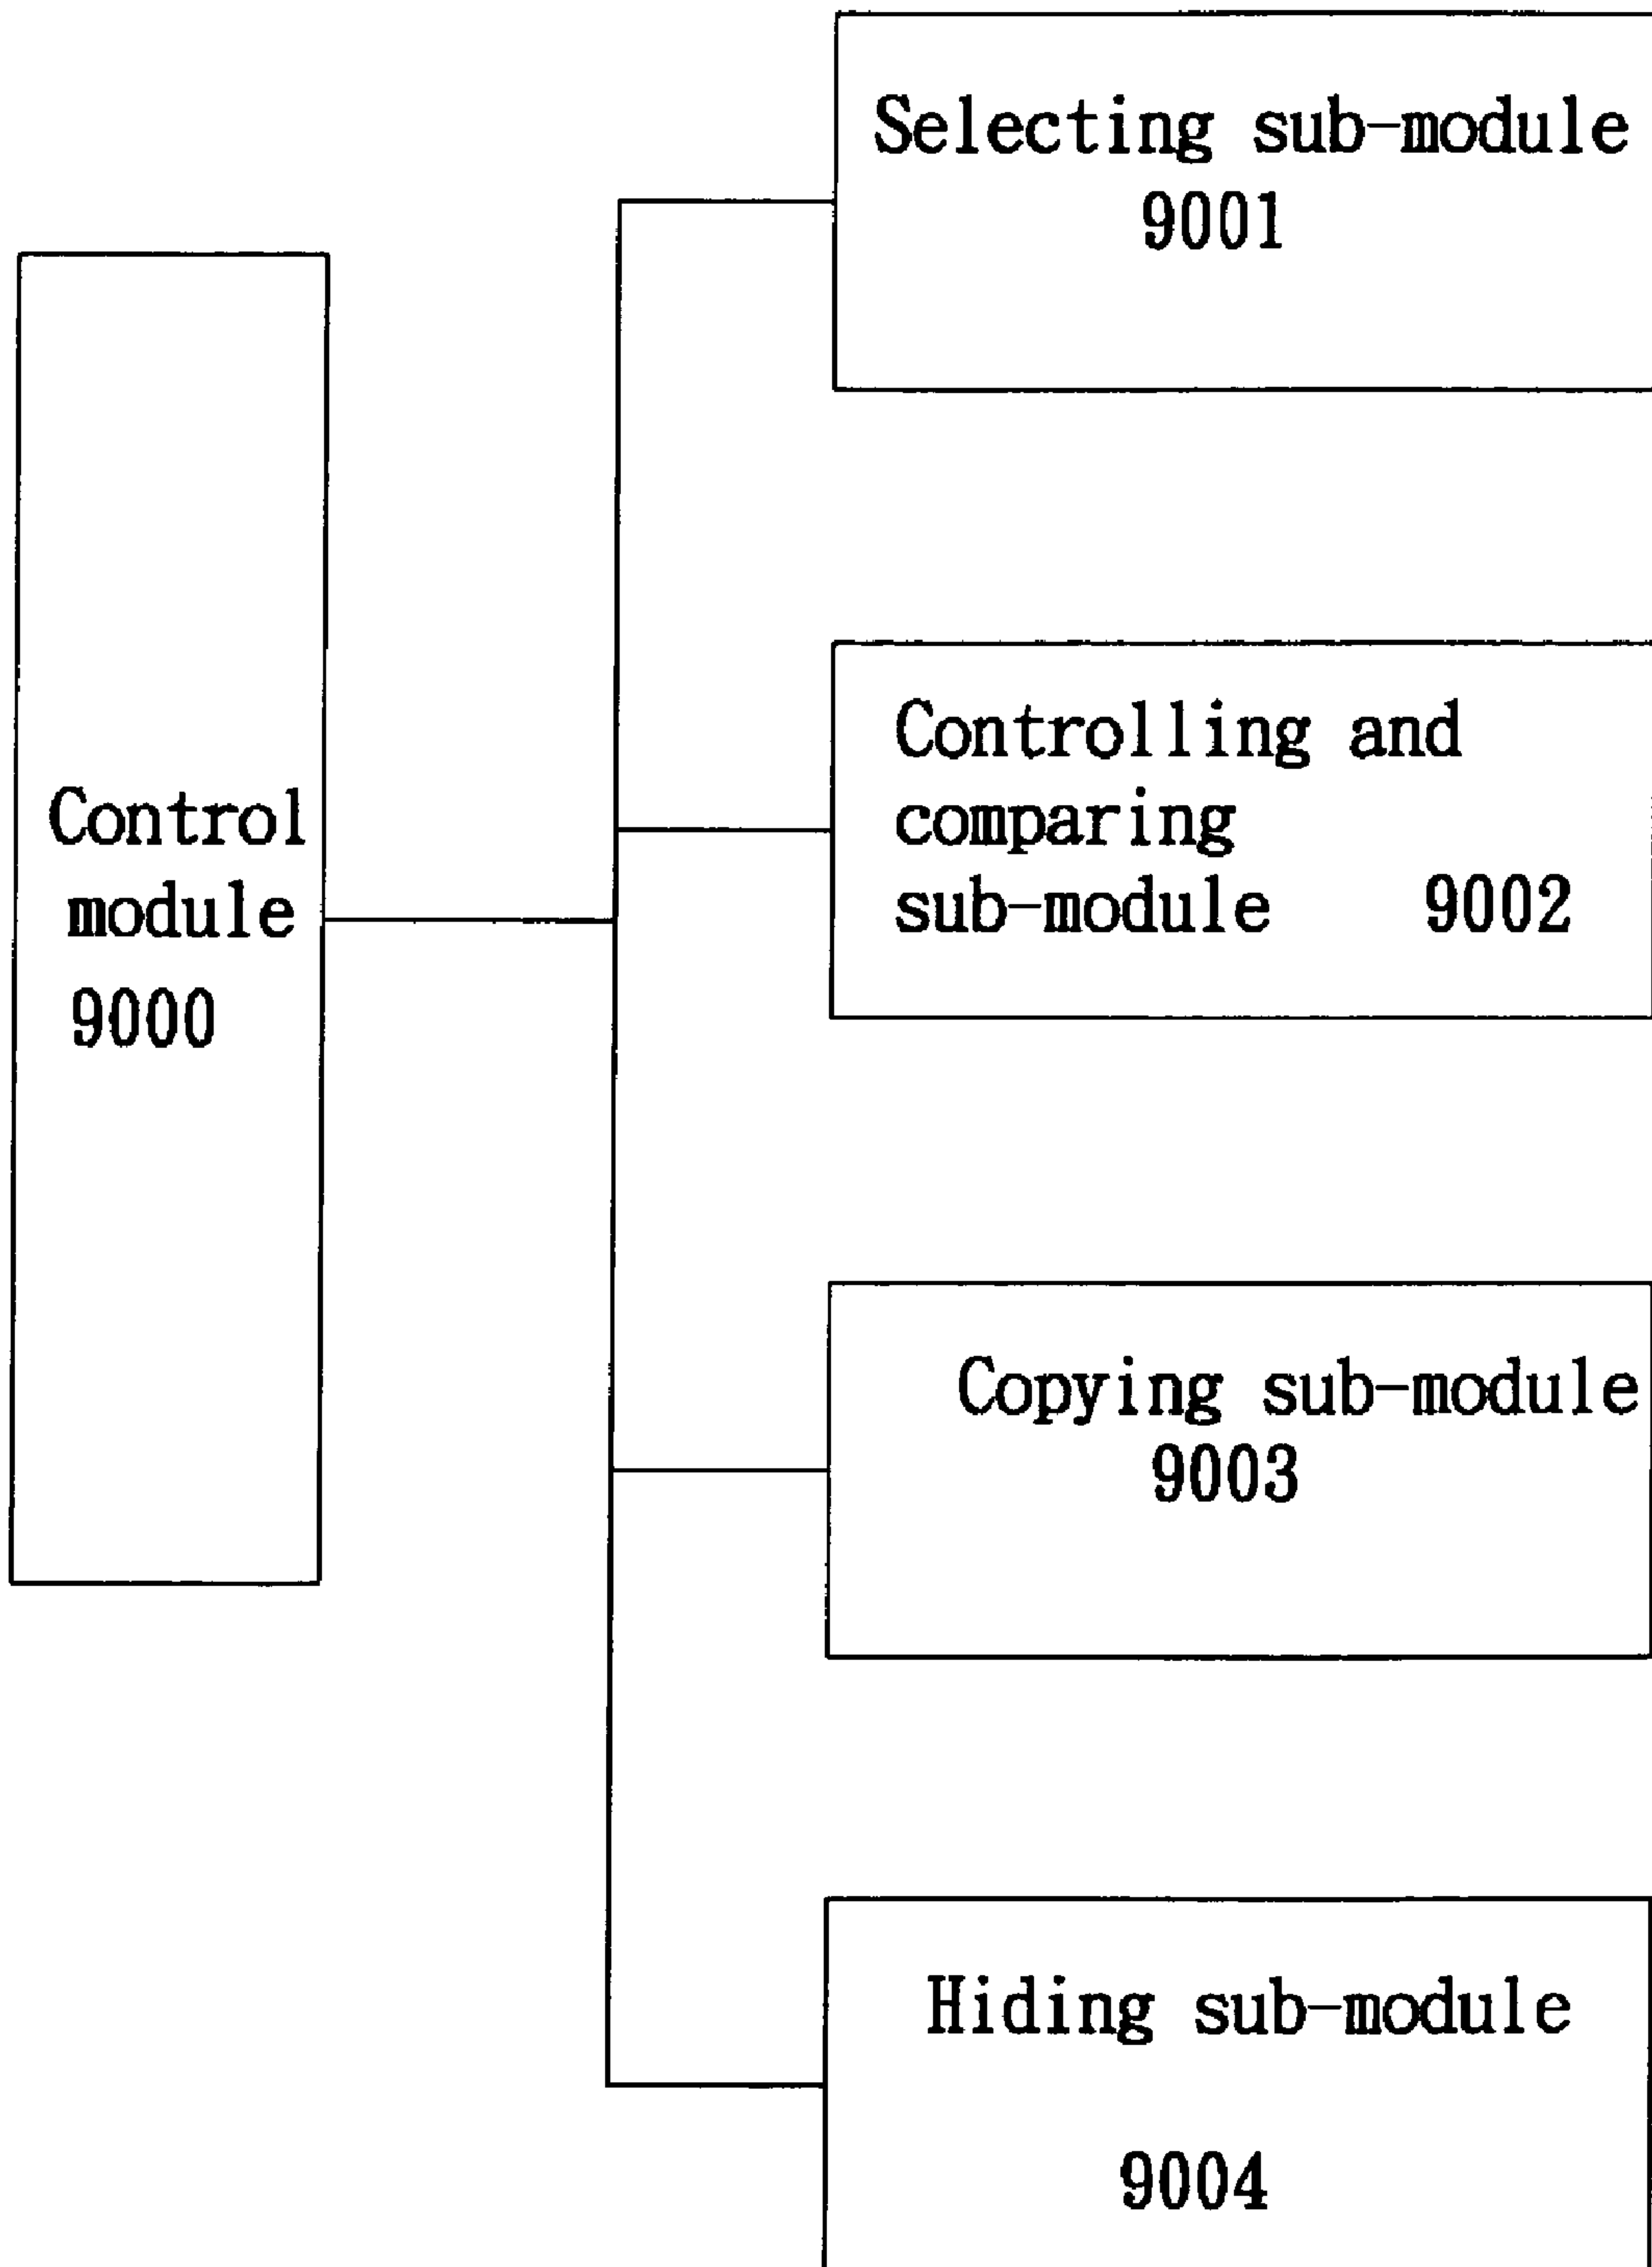 Control
module
9000
Selecting sub-module
9001
Controlling and
comparing
sub-module 9002
Copying sub-module
9003
Hiding sub-module
9004